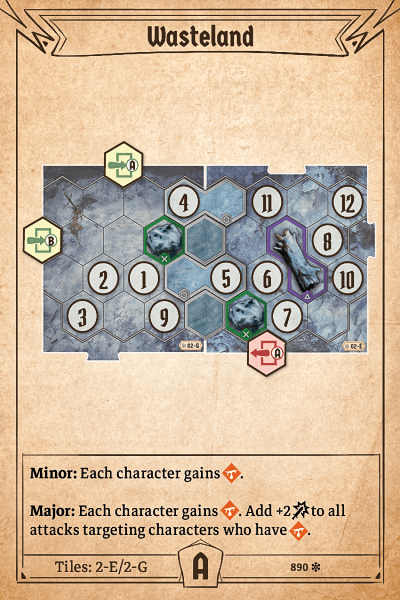 Wasteland
A
4
11
12
B
8
2
1
5
6
10
3
9
7
02-G
02-E
A
Minor: Each character gains .
Major: Each character gains . Add +2 to all
attacks targeting characters who have .
Tiles: 2-E/2-G
A
890